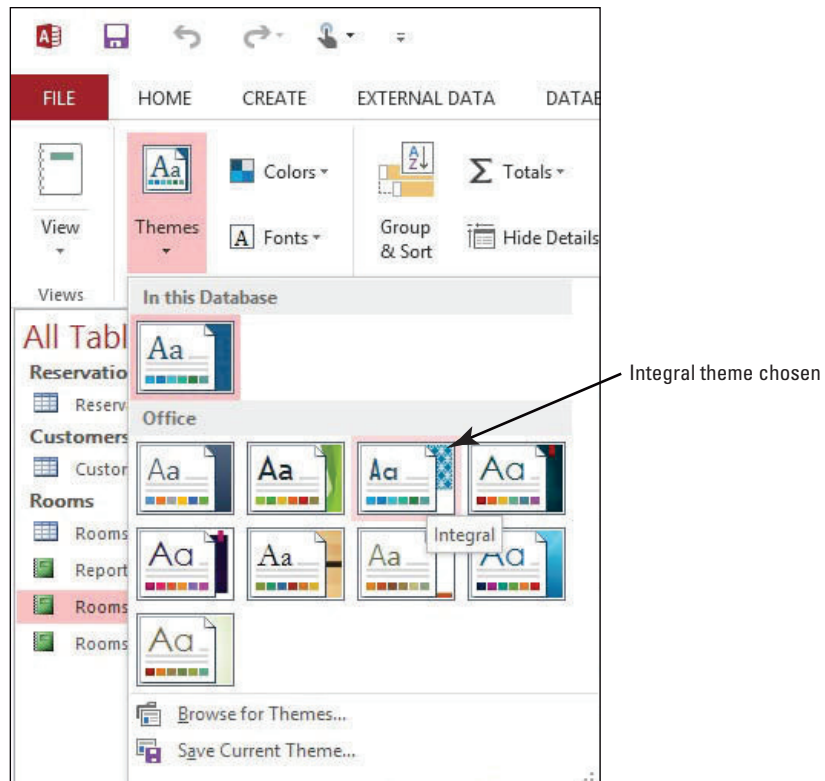 FILE HOME CREATE EXTERNAL DATA DATAB
Aa
Colors
A Z
Σ Totals
View
Themes
A Fonts
Group
& Sort
Hide Details
Views
In this Database
All Tabl
Aa
Reservatio
Reserv
Integral theme chosen
Office
Customers
Custor
Aa Aa Aa Aa
Rooms
Rooms
Integral
Report
Aa Aa Aa Aa
Rooms
Rooms
Aa
Browse for Themes...
Save Current Theme...